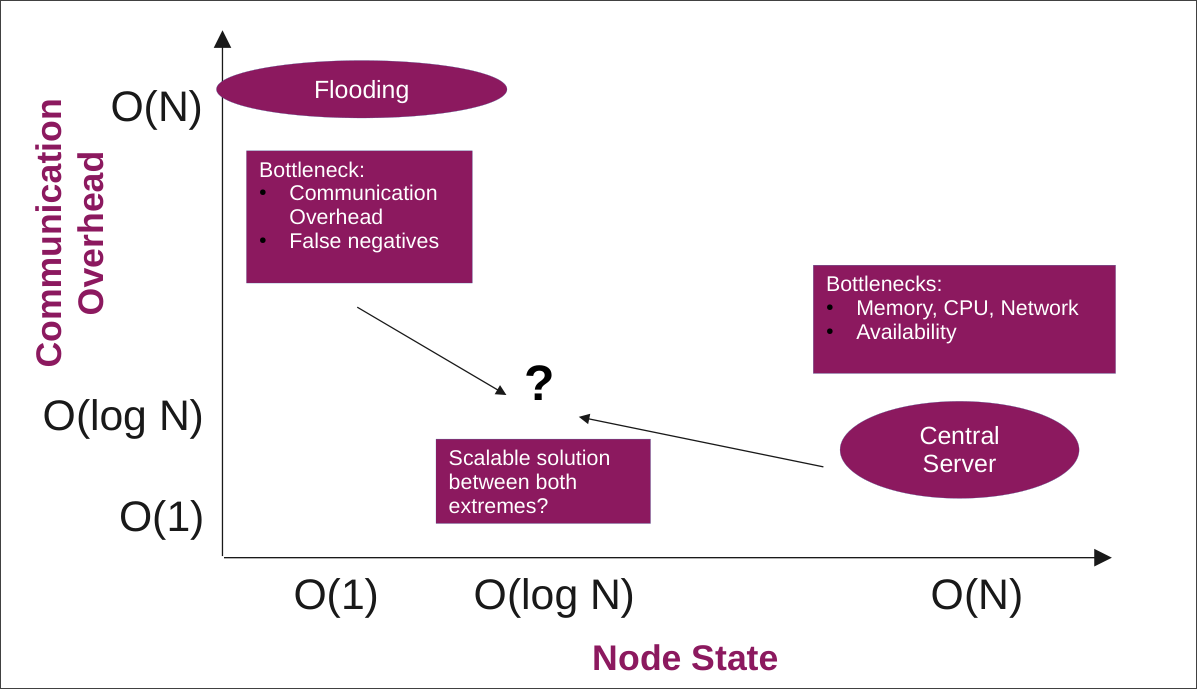 Communication
Overhead
O(N)
Flooding
Bottleneck:
• Communication
Overhead
• False negatives
Bottlenecks:
• Memory, CPU, Network
• Availability
?
O(log N)
Central
Server
Scalable solution
between both
extremes?
O(1)
O(1)
O(log N)
O(N)
Node State